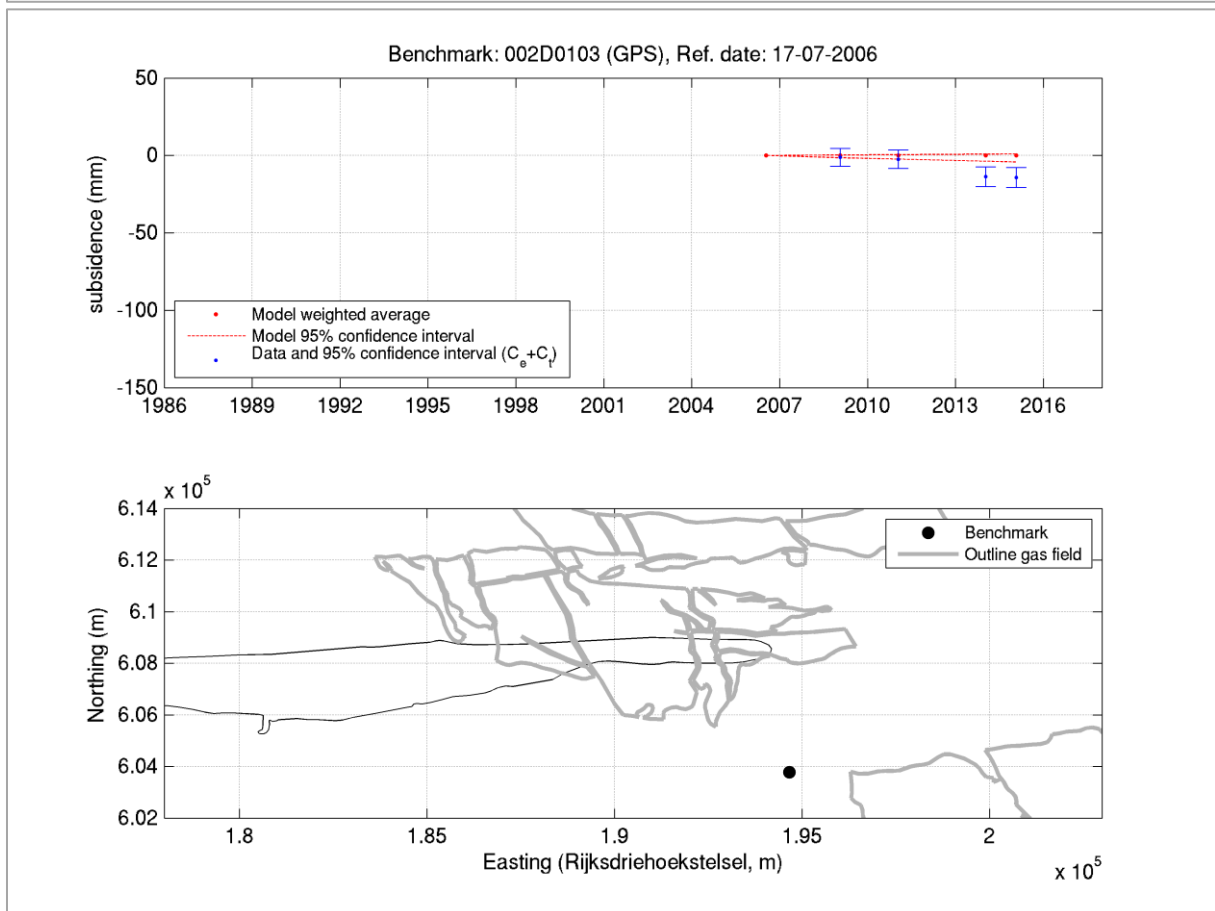 Benchmark: 002D0103 (GPS), Ref. date: 17-07-2006
50
0
-50
-100
-150
subsidence (mm)
Model weighted average
Model 95% confidence interval
Data and 95% confidence interval (C_e+C_t)
1986 1989 1992 1995 1998 2001 2004 2007 2010 2013 2016
x 10^5
6.14
6.12
6.1
6.08
6.06
6.04
6.02
Northing (m)
Benchmark
Outline gas field
1.8 1.85 1.9 1.95 2
Easting (Rijksdriehoekstelsel, m)
x 10^5